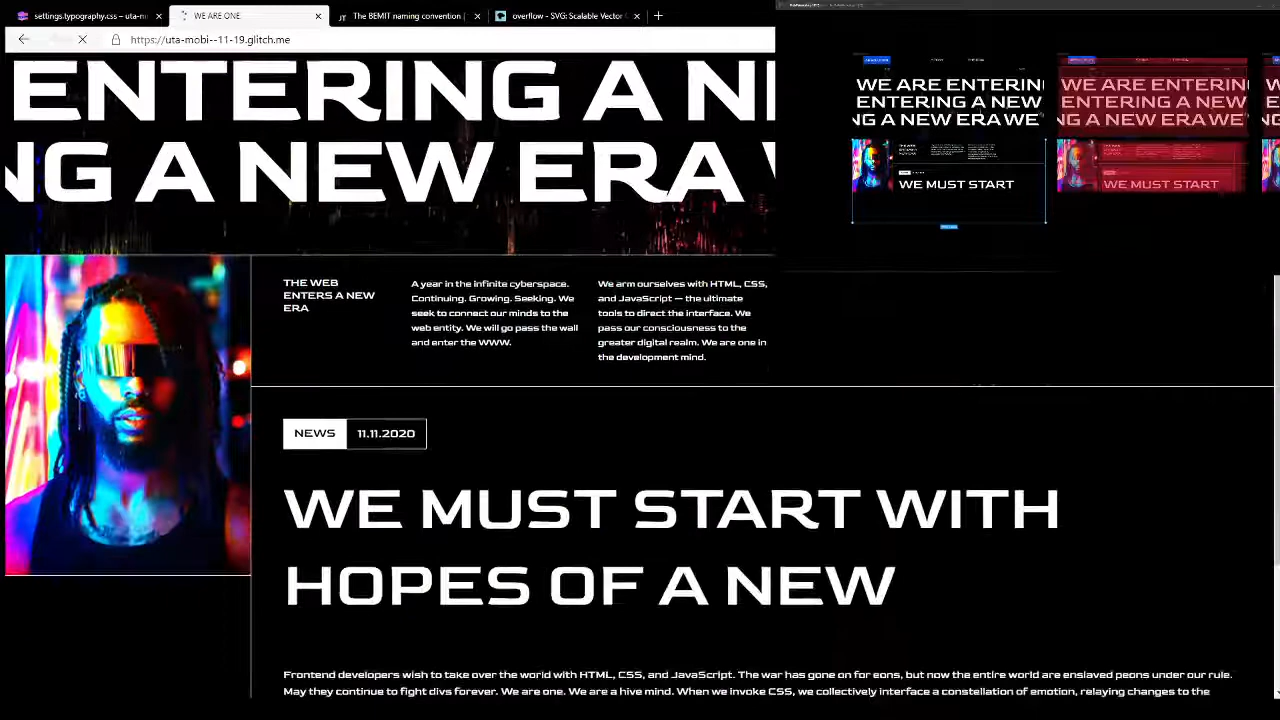 settings.typography.css – uta-m
WE ARE ONE.
The BEMIT naming convention
overflow - SVG: Scalable Vector
https://uta-mobi--11-19.glitch.me
ENTERING A N
NG A NEW ERA
WE ARE ENTERIN
ENTERING A NEW
NG A NEW ERA WE
WE MUST START
ENTERING A NEW
NG A NEW ERA WE
WE MUST START
THE WEB
ENTERS A NEW
ERA
A year in the infinite cyberspace.
Continuing. Growing. Seeking. We
seek to connect our minds to the
web entity. We will go pass the wall
and enter the WWW.
We arm ourselves with HTML, CSS,
and JavaScript — the ultimate
tools to direct the interface. We
pass our consciousness to the
greater digital realm. We are one in
the development mind.
NEWS 11.11.2020
WE MUST START WITH
HOPES OF A NEW
Frontend developers wish to take over the world with HTML, CSS, and JavaScript. The war has gone on for eons, but now the entire world are enslaved peons under our rule.
May they continue to fight divs forever. We are one. We are a hive mind. When we invoke CSS, we collectively interface a constellation of emotion, relaying changes to the